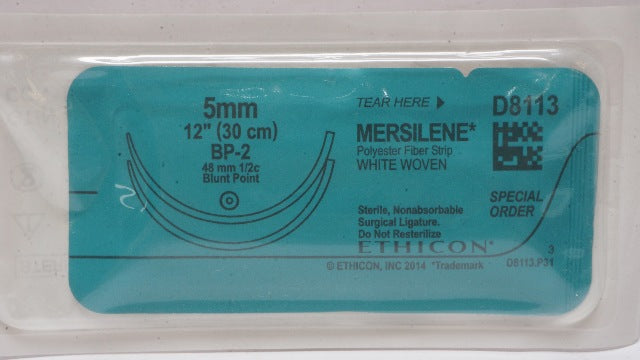 5mm
12" (30 cm)
BP-2
48 mm 1/2c
Blunt Point
TEAR HERE
D8113
MERSILENE*
Polyester Fiber Strip
WHITE WOVEN
SPECIAL
ORDER
Sterile, Nonabsorbable
Surgical Ligature.
Do Not Resterilize
ETHICON*
© ETHICON, INC 2014 *Trademark
3
D8113.P31